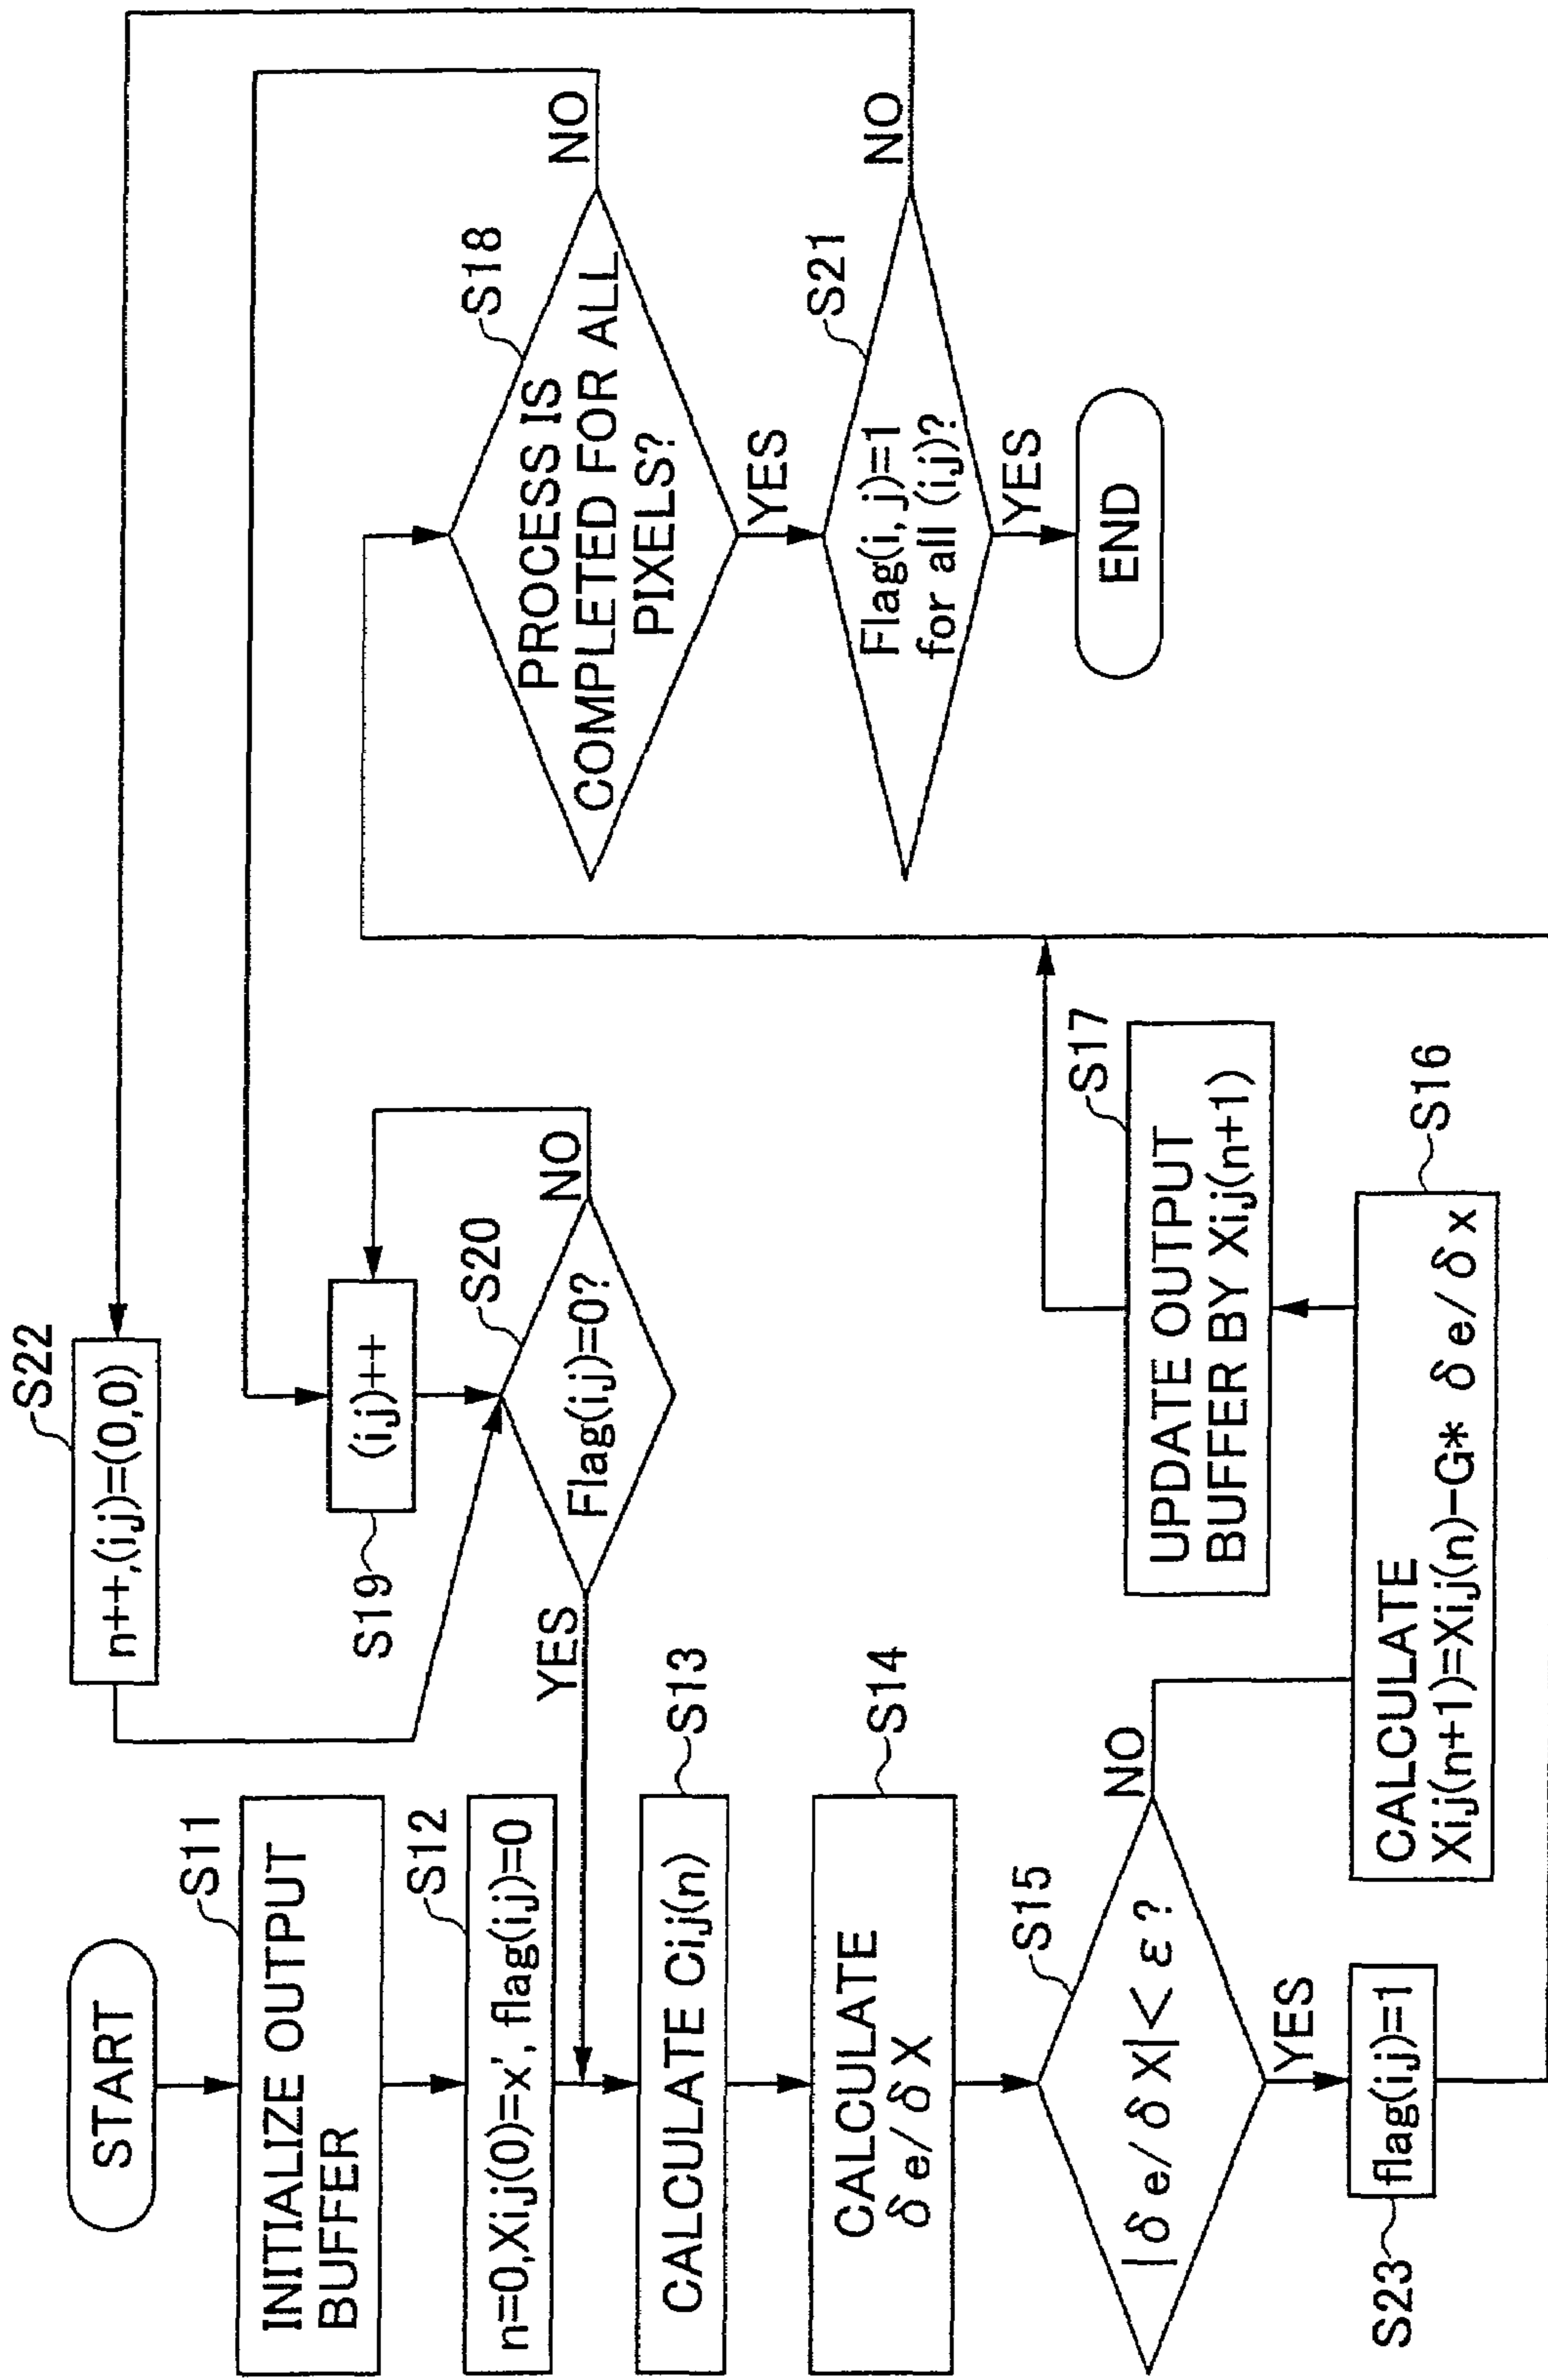 START
S11
INITIALIZE OUTPUT
BUFFER
S12
n=0,Xi,j(0)=x', flag(i,j)=0
S13
CALCULATE Ci,j(n)
S14
CALCULATE
δe/δX
S15
|δe/δX|<ε?
NO
YES
S23
flag(i,j)=1
S16
CALCULATE
Xi,j(n+1)=Xi,j(n)-G* δe/δx
S17
UPDATE OUTPUT
BUFFER BY Xi,j(n+1)
S22
n++,(i,j)=(0,0)
S19
(i,j)++
S20
Flag(i,j)=0?
NO
YES
S18
PROCESS IS
COMPLETED FOR ALL
PIXELS?
NO
YES
S21
Flag(i, j)=1
for all (i,j)?
NO
YES
END